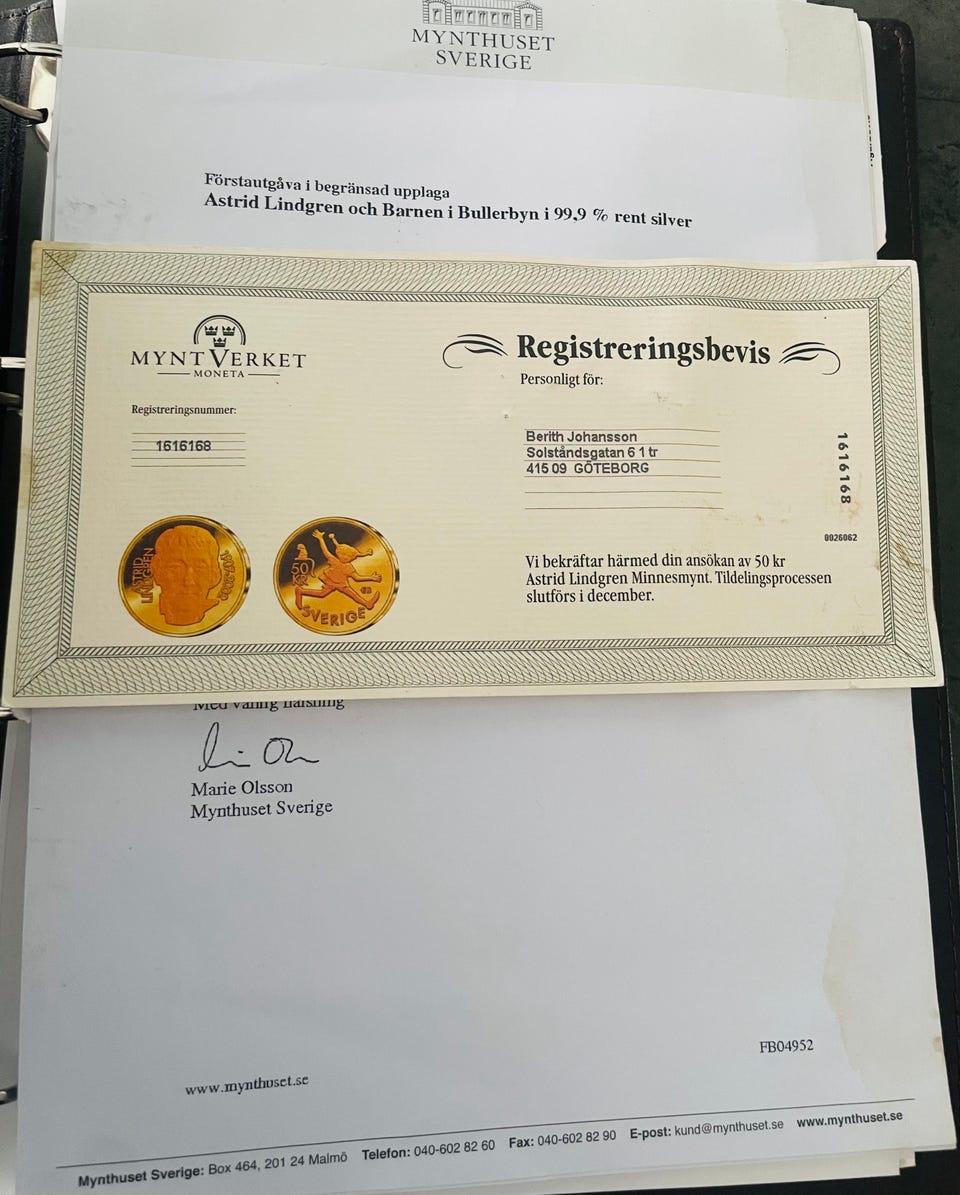 MYNTHUSET
SVERIGE
Förstautgåva i begränsad upplaga
Astrid Lindgren och Barnen i Bullerbyn i 99,9 % rent silver
MYNTVERKET
MONETA
Registreringsnummer:
1616168
Registreringsbevis
Personligt för:
Berith Johansson
Solståndsgatan 6 1 tr
415 09 GÖTEBORG
1616168
0026062
ASTRID
LINDGREN
50
KR
SVERIGE
Vi bekräftar härmed din ansökan av 50 kr
Astrid Lindgren Minnesmynt. Tildelingsprocessen
slutförs i december.
Med vänlig hälsning
Marie Olsson
Mynthuset Sverige
FB04952
www.mynthuset.se
Mynthuset Sverige: Box 464, 201 24 Malmö Telefon: 040-602 82 60 Fax: 040-602 82 90 E-post: kund@mynthuset.se www.mynthuset.se